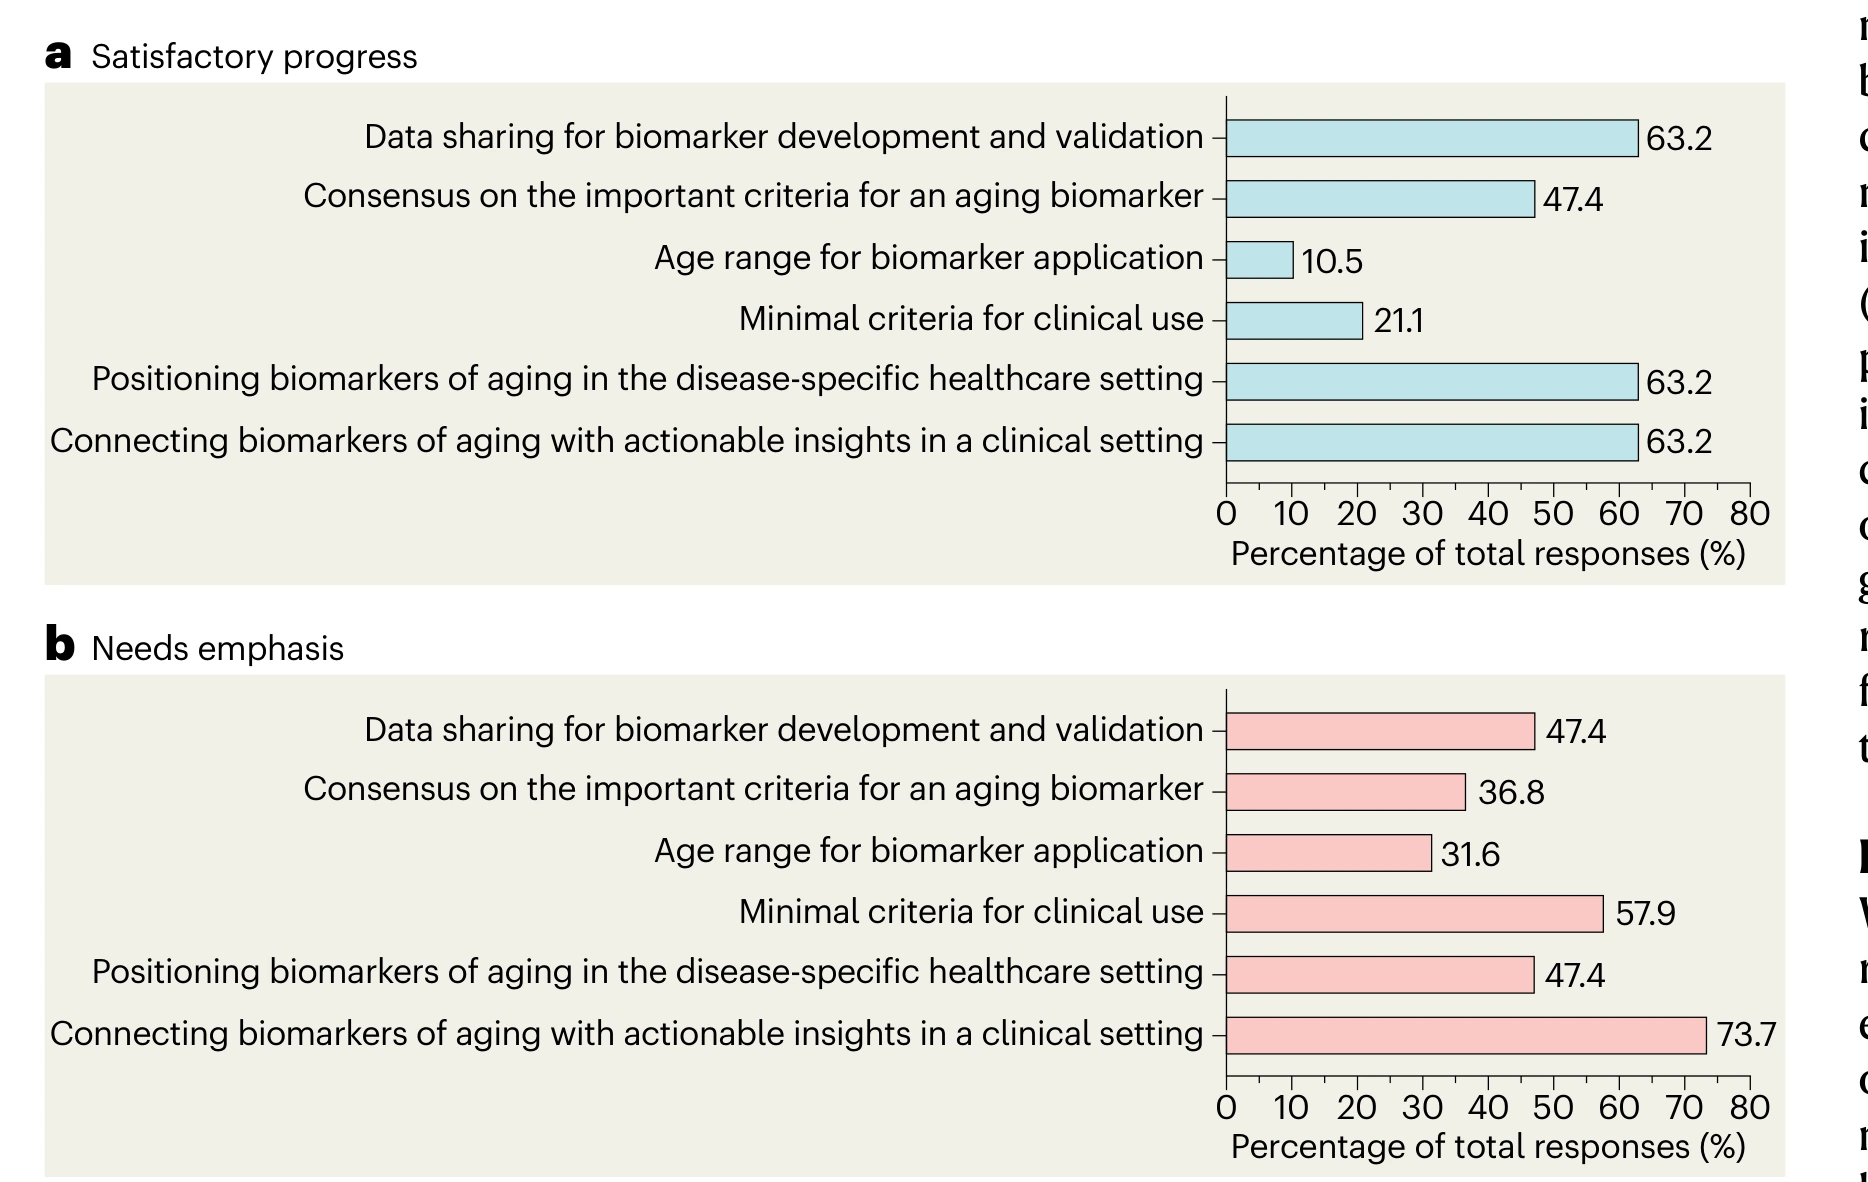 a Satisfactory progress
Data sharing for biomarker development and validation 63.2
Consensus on the important criteria for an aging biomarker 47.4
Age range for biomarker application 10.5
Minimal criteria for clinical use 21.1
Positioning biomarkers of aging in the disease-specific healthcare setting 63.2
Connecting biomarkers of aging with actionable insights in a clinical setting 63.2
0 10 20 30 40 50 60 70 80
Percentage of total responses (%)
b Needs emphasis
Data sharing for biomarker development and validation 47.4
Consensus on the important criteria for an aging biomarker 36.8
Age range for biomarker application 31.6
Minimal criteria for clinical use 57.9
Positioning biomarkers of aging in the disease-specific healthcare setting 47.4
Connecting biomarkers of aging with actionable insights in a clinical setting 73.7
0 10 20 30 40 50 60 70 80
Percentage of total responses (%)